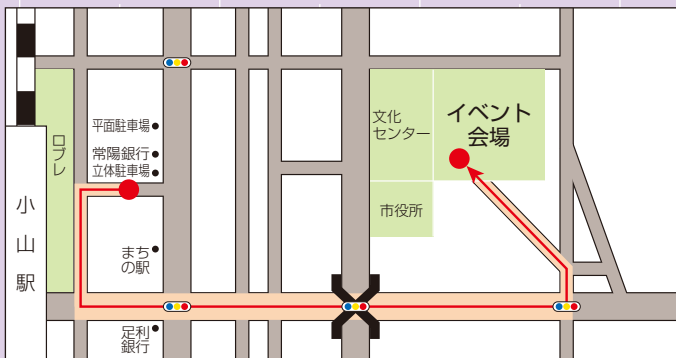 平面駐車場
常陽銀行
立体駐車場
ロブレ
小山駅
まち
の駅
足利
銀行
文化
センター
イベント
会場
市役所